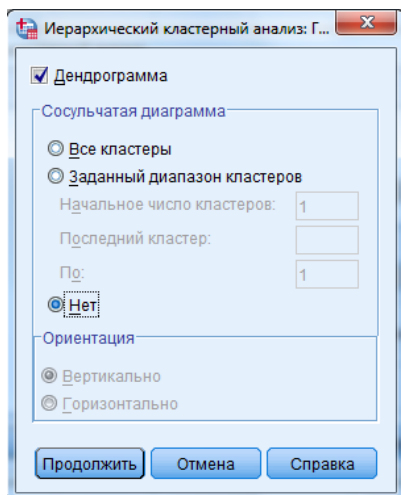 Иерархический кластерный анализ: Г...
Дендрограмма
Сосульчатая диаграмма
Все кластеры
Заданный диапазон кластеров
Начальное число кластеров: 1
Последний кластер:
По: 1
Нет
Ориентация
Вертикально
Горизонтально
Продолжить Отмена Справка